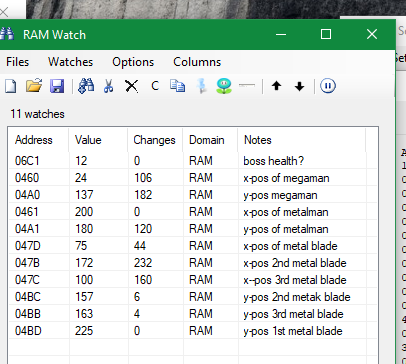 RAM Watch
Files Watches Options Columns
11 watches
Address Value Changes Domain Notes
06C1 12 0 RAM boss health?
0460 24 106 RAM x-pos of megaman
04A0 137 182 RAM y-pos megaman
0461 200 0 RAM x-pos of metalman
04A1 180 120 RAM y-pos of metalman
047D 75 44 RAM x-pos of metal blade
047B 172 232 RAM x-pos 2nd metal blade
047C 100 160 RAM x--pos 3rd metal blade
04BC 157 6 RAM y-pos 2nd metak blade
04BB 163 4 RAM y-pos 3rd metal blade
04BD 225 0 RAM y-pos 1st metal blade